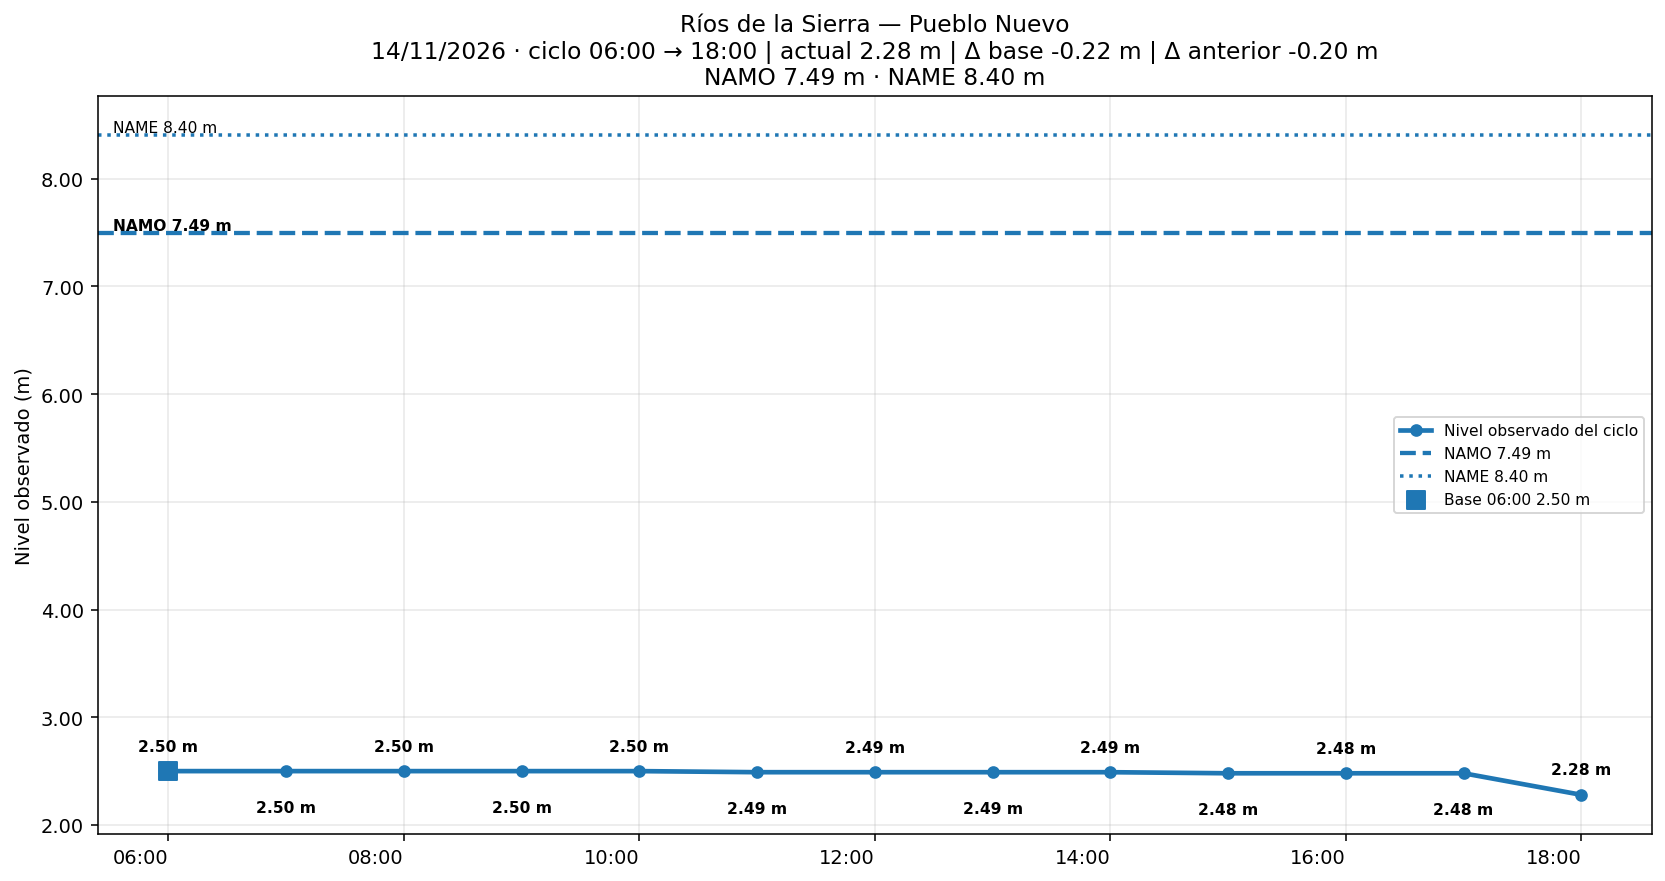 Ríos de la Sierra — Pueblo Nuevo
14/11/2026 · ciclo 06:00 → 18:00 | actual 2.28 m | Δ base -0.22 m | Δ anterior -0.20 m
NAMO 7.49 m · NAME 8.40 m
NAME 8.40 m
8.00
NAMO 7.49 m
7.00
6.00
5.00
4.00
3.00
2.00
Nivel observado (m)
Nivel observado del ciclo
NAMO 7.49 m
NAME 8.40 m
Base 06:00 2.50 m
2.50 m
2.50 m
2.50 m
2.49 m
2.49 m
2.48 m
2.28 m
2.50 m
2.50 m
2.49 m
2.49 m
2.48 m
2.48 m
06:00
08:00
10:00
12:00
14:00
16:00
18:00